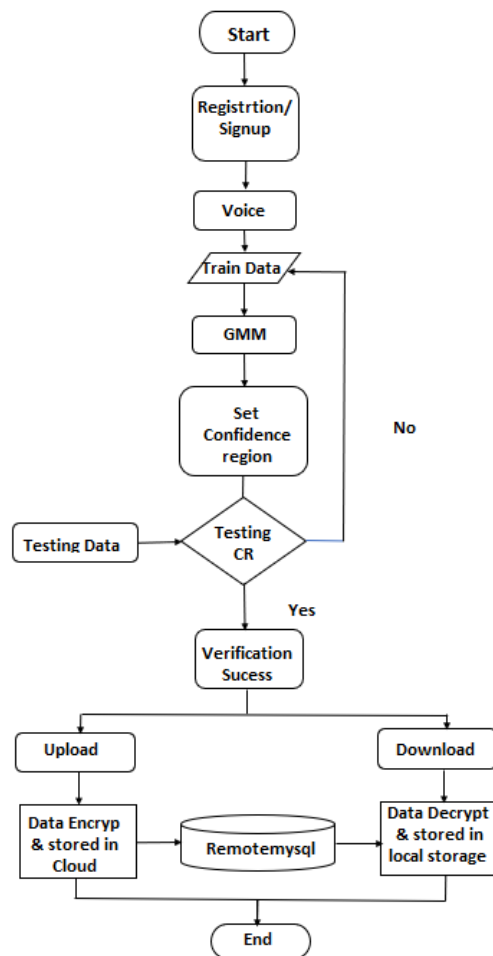 Start
Registrtion/
Signup
Voice
Train Data
GMM
Set
Confidence
region
No
Testing Data
Testing
CR
Yes
Verification
Sucess
Upload
Download
Data Encryp
& stored in
Cloud
Remotemysql
Data Decrypt
& stored in
local storage
End